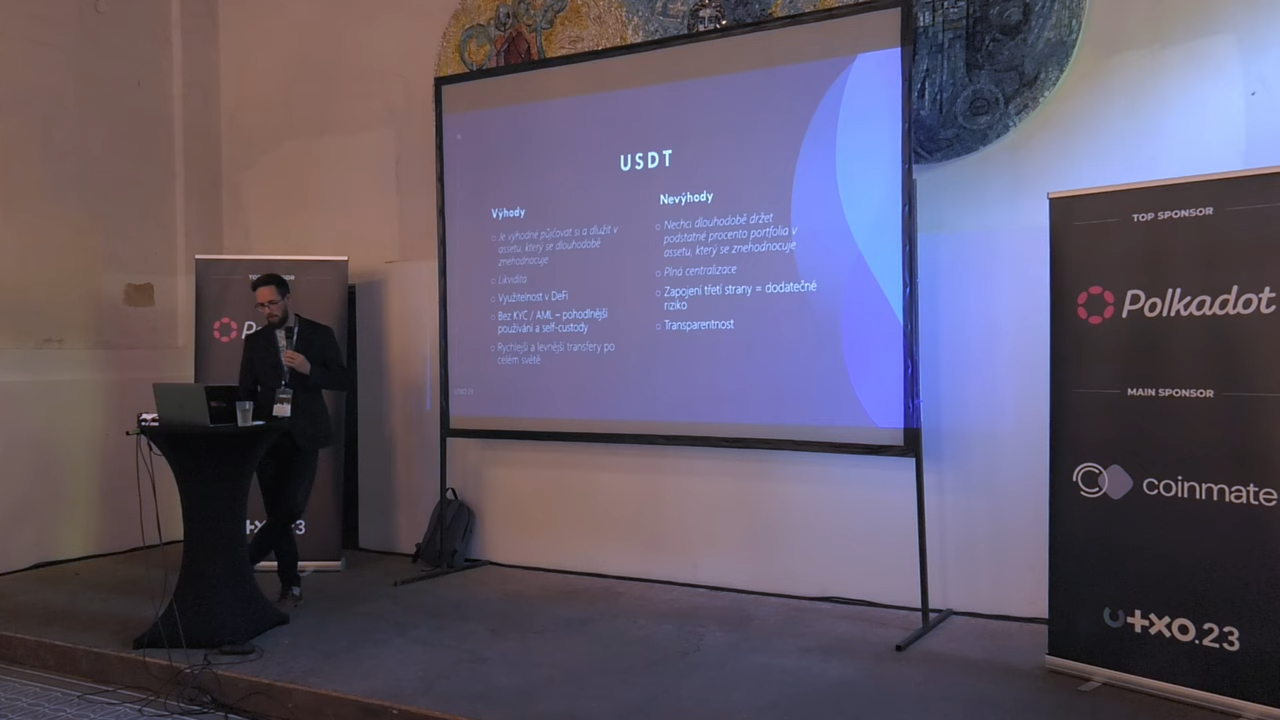 USDT
Výhody
Je výhodné půjčovat si a dlužit v
assetu, který se dlouhodobě
znehodnocuje
Likvidita
Využitelnost v DeFi
Bez KYC / AML – pohodlnější
používání a self-custody
Rychlejší a levnější transfery po
celém světě
Nevýhody
Nechci dlouhodobě držet
podstatné procento portfolia v
assetu, který se znehodnocuje
Plná centralizace
Zapojení třetí strany = dodatečné
riziko
Transparentnost
TOP SPONSOR
Polkadot
MAIN SPONSOR
coinmate
utxo.23